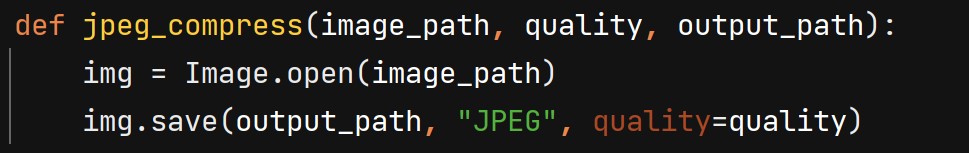 def jpeg_compress(image_path, quality, output_path):
    img = Image.open(image_path)
    img.save(output_path, "JPEG", quality=quality)